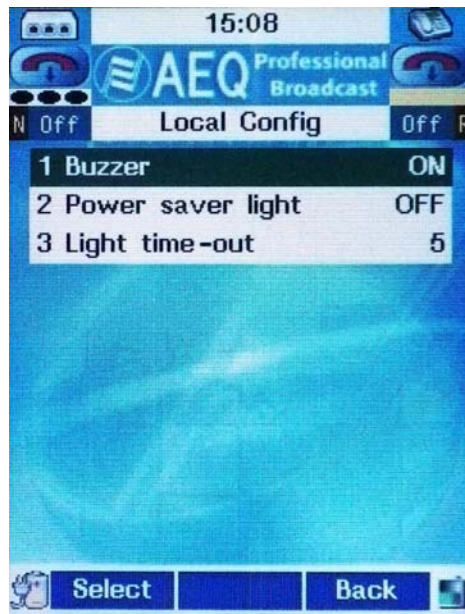 15:08
AEQ Professional Broadcast
N Off Local Config Off R
1 Buzzer ON
2 Power saver light OFF
3 Light time-out 5
Select Back